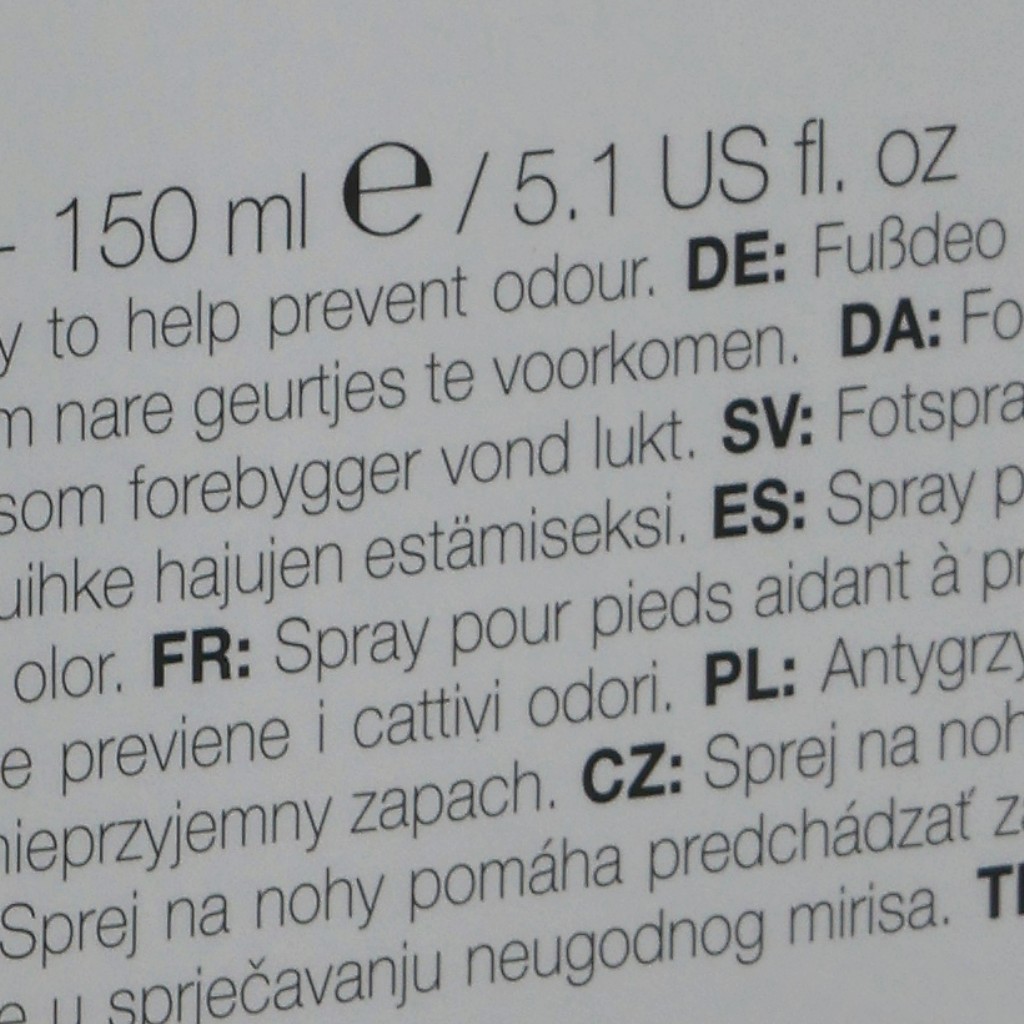 - 150 ml e / 5.1 US fl. oz
y to help prevent odour. DE: Fußdeo
m nare geurtjes te voorkomen. DA: Fo
som forebygger vond lukt. SV: Fotspra
uihke hajujen estämiseksi. ES: Spray p
olor. FR: Spray pour pieds aidant à pr
e previene i cattivi odori. PL: Antygrzy
nieprzyjemny zapach. CZ: Sprej na noh
Sprej na nohy pomáha predchádzať za
e u sprječavanju neugodnog mirisa.